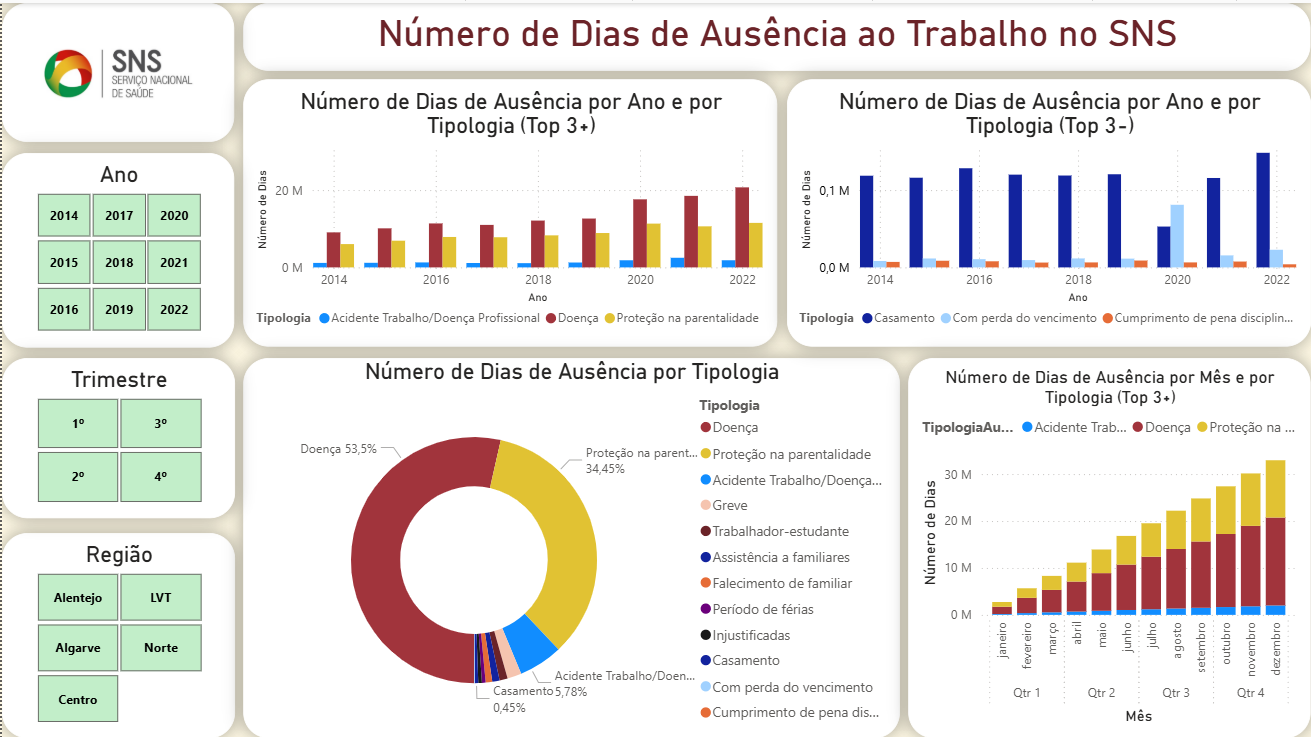 SNS
SERVIÇO NACIONAL
DE SAÚDE
Número de Dias de Ausência ao Trabalho no SNS
Ano
2014 2017 2020
2015 2018 2021
2016 2019 2022
Trimestre
1º 3º
2º 4º
Região
Alentejo LVT
Algarve Norte
Centro
Número de Dias de Ausência por Ano e por
Tipologia (Top 3+)
Número de Dias
20 M
0 M
2014 2016 2018 2020 2022
Ano
Tipologia Acidente Trabalho/Doença Profissional Doença Proteção na parentalidade
Número de Dias de Ausência por Ano e por
Tipologia (Top 3-)
Número de Dias
0,1 M
0,0 M
2014 2016 2018 2020 2022
Ano
Tipologia Casamento Com perda do vencimento Cumprimento de pena disciplin...
Número de Dias de Ausência por Tipologia
Doença 53,5%
Proteção na parent...
34,45%
Acidente Trabalho/Doen...
5,78%
Casamento
0,45%
Tipologia
Doença
Proteção na parentalidade
Acidente Trabalho/Doença...
Greve
Trabalhador-estudante
Assistência a familiares
Falecimento de familiar
Período de férias
Injustificadas
Casamento
Com perda do vencimento
Cumprimento de pena dis...
Número de Dias de Ausência por Mês e por
Tipologia (Top 3+)
TipologiaAu... Acidente Trab... Doença Proteção na ...
Número de Dias
30 M
20 M
10 M
0 M
janeiro fevereiro março abril maio junho julho agosto setembro outubro novembro dezembro
Qtr 1 Qtr 2 Qtr 3 Qtr 4
Mês